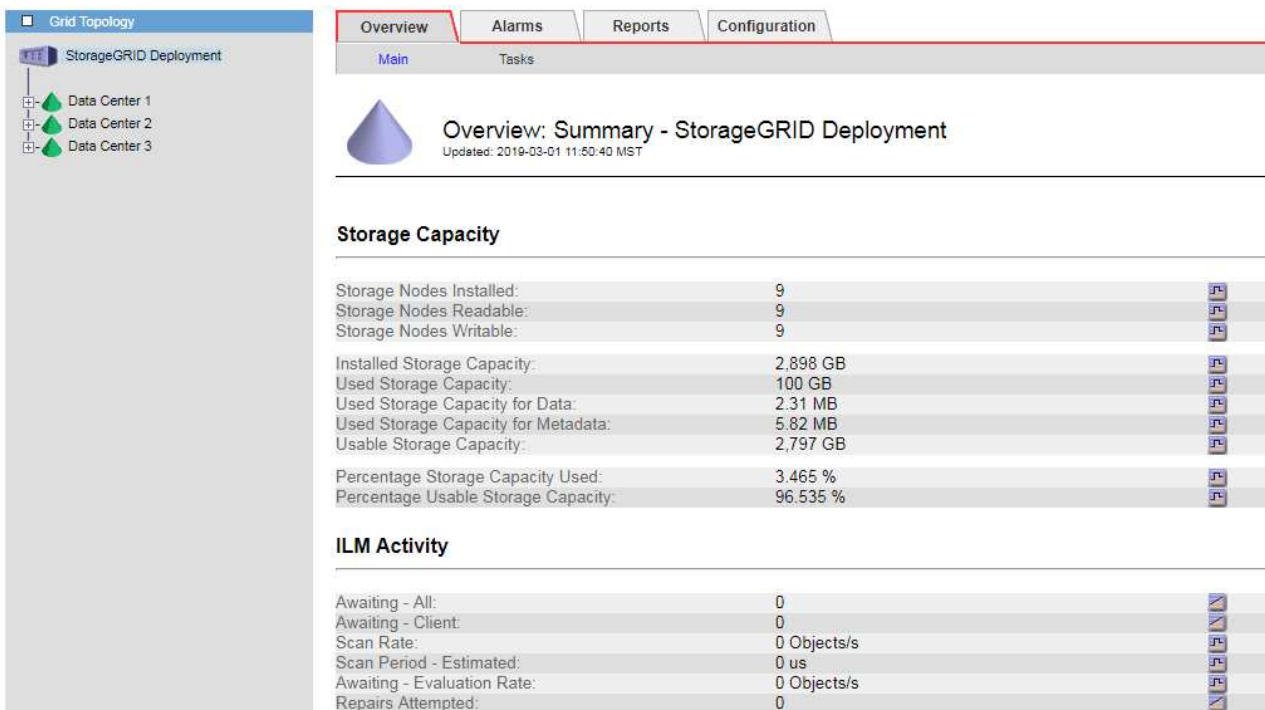 Grid Topology
StorageGRID Deployment
Data Center 1
Data Center 2
Data Center 3
Overview Alarms Reports Configuration
Main Tasks
Overview: Summary - StorageGRID Deployment
Updated: 2019-03-01 11:50:40 MST
Storage Capacity
Storage Nodes Installed: 9
Storage Nodes Readable: 9
Storage Nodes Writable: 9
Installed Storage Capacity: 2,898 GB
Used Storage Capacity: 100 GB
Used Storage Capacity for Data: 2.31 MB
Used Storage Capacity for Metadata: 5.82 MB
Usable Storage Capacity: 2,797 GB
Percentage Storage Capacity Used: 3.465 %
Percentage Usable Storage Capacity: 96.535 %
ILM Activity
Awaiting - All: 0
Awaiting - Client: 0
Scan Rate: 0 Objects/s
Scan Period - Estimated: 0 us
Awaiting - Evaluation Rate: 0 Objects/s
Repairs Attempted: 0